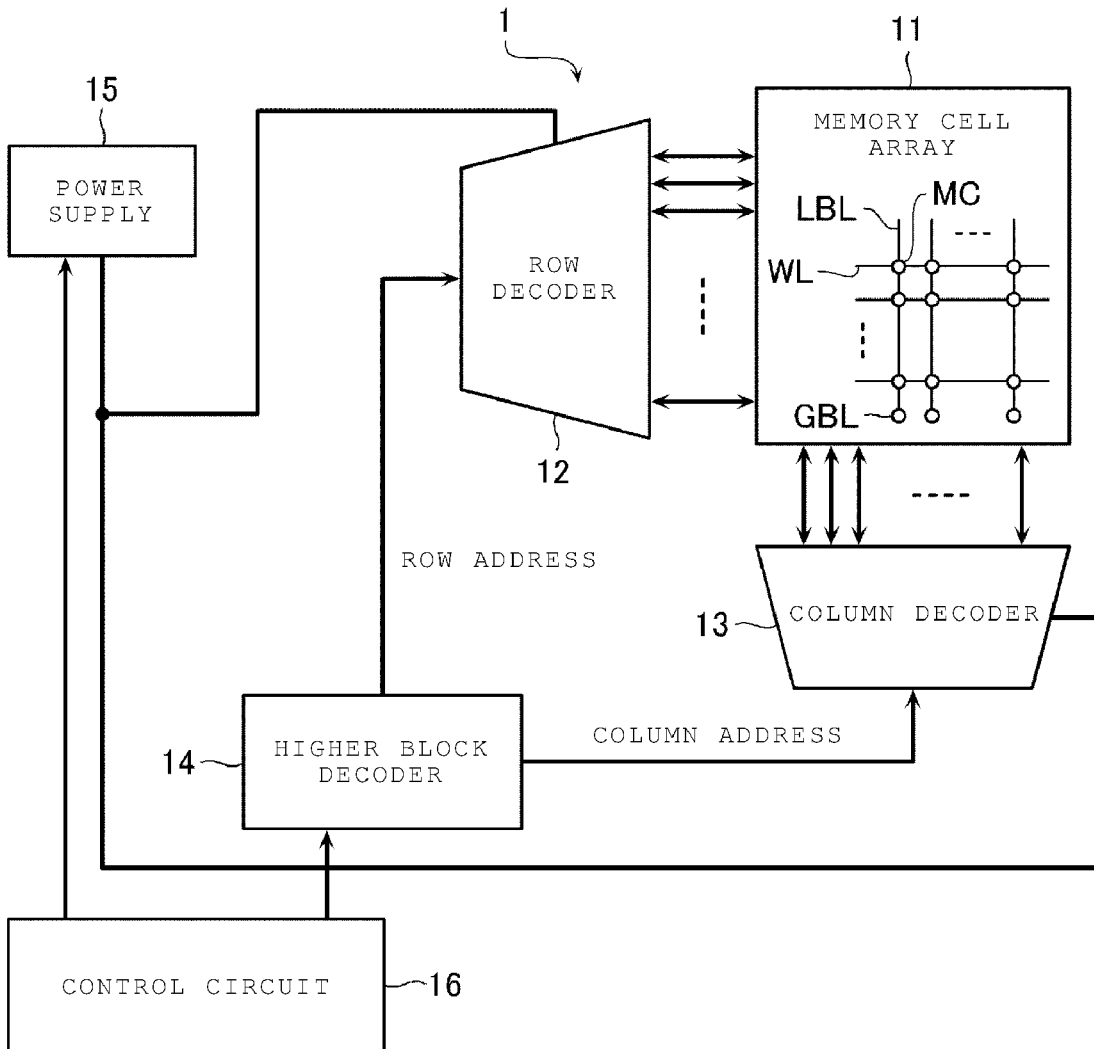 1
11
15
MEMORY CELL
ARRAY
POWER
SUPPLY
LBL
MC
WL
ROW
DECODER
GBL
12
ROW ADDRESS
13
COLUMN DECODER
COLUMN ADDRESS
14
HIGHER BLOCK
DECODER
CONTROL CIRCUIT
16